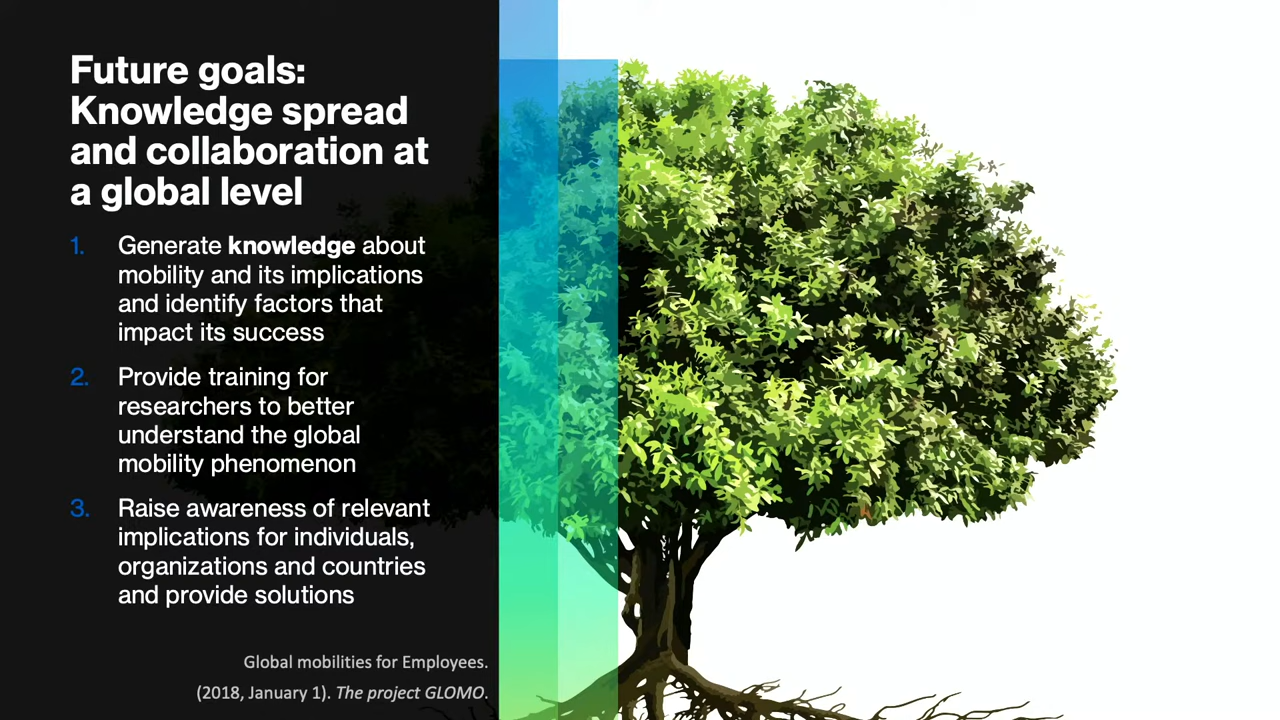 Future goals:
Knowledge spread
and collaboration at
a global level
1. Generate knowledge about
mobility and its implications
and identify factors that
impact its success
2. Provide training for
researchers to better
understand the global
mobility phenomenon
3. Raise awareness of relevant
implications for individuals,
organizations and countries
and provide solutions
Global mobilities for Employees.
(2018, January 1). The project GLOMO.